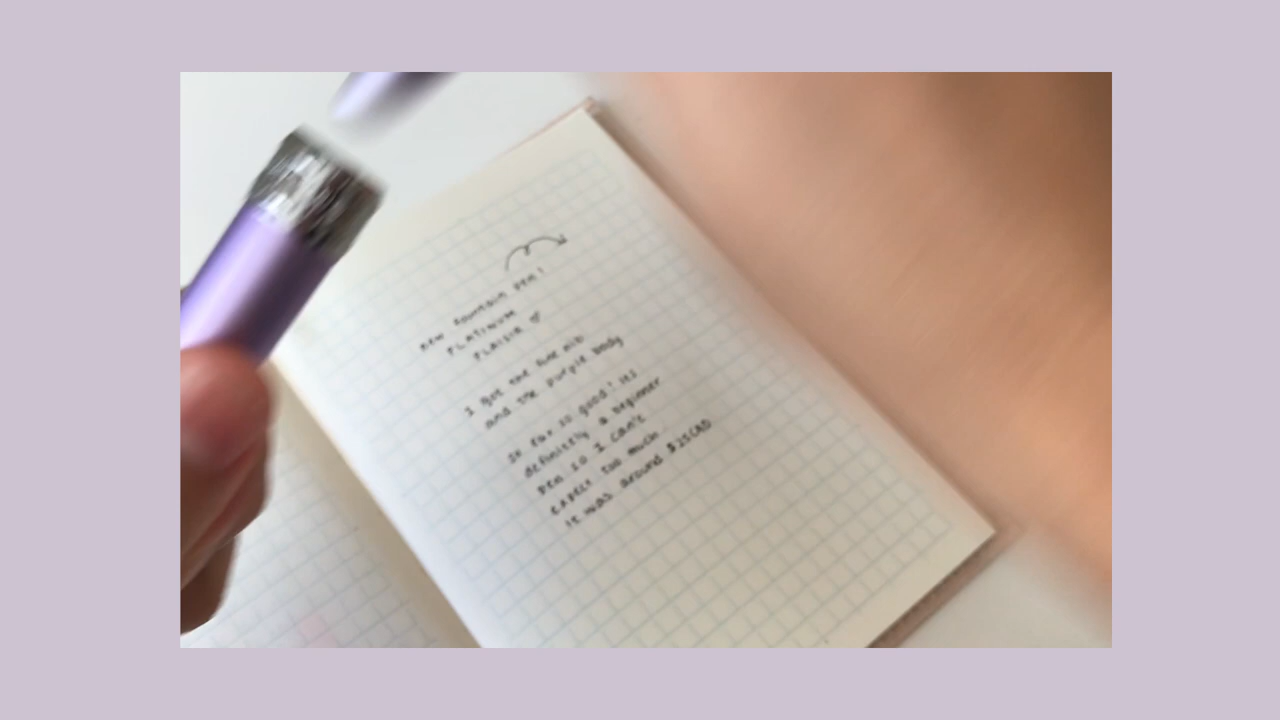 new fountain pen!
PLATINUM
PLAISIR
I got the fine nib
and the purple body
so far so good! its
definitely a beginner
pen so I can't
expect too much
it was around $25CAD